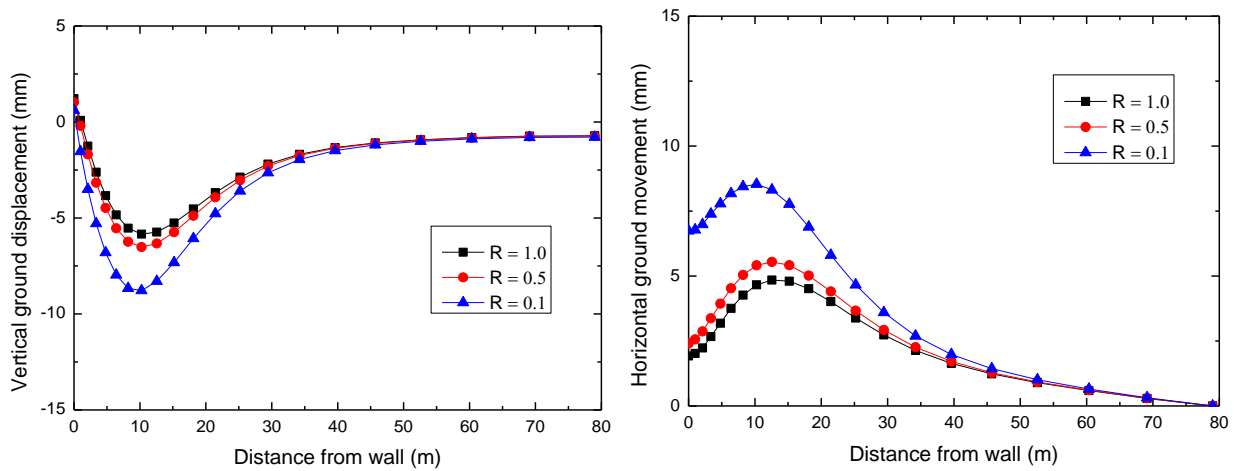 5
0
-5
-10
-15
Vertical ground displacement (mm)
0 10 20 30 40 50 60 70 80
Distance from wall (m)
R = 1.0
R = 0.5
R = 0.1
15
10
5
0
Horizontal ground movement (mm)
0 10 20 30 40 50 60 70 80
Distance from wall (m)
R = 1.0
R = 0.5
R = 0.1